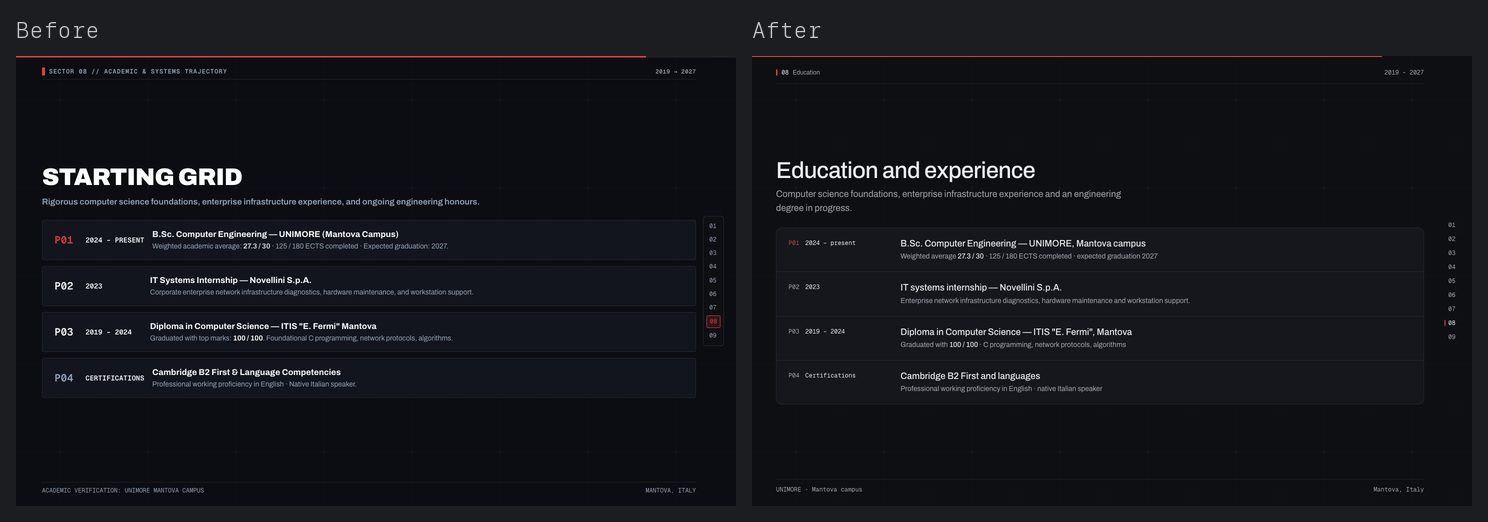 Before
SECTOR 08 // ACADEMIC & SYSTEMS TRAJECTORY
2019 → 2027
STARTING GRID
Rigorous computer science foundations, enterprise infrastructure experience, and ongoing engineering honours.
P01 2024 – PRESENT B.Sc. Computer Engineering — UNIMORE (Mantova Campus)
Weighted academic average: 27.3 / 30 · 125 / 180 ECTS completed · Expected graduation: 2027.
P02 2023 IT Systems Internship — Novellini S.p.A.
Corporate enterprise network infrastructure diagnostics, hardware maintenance, and workstation support.
P03 2019 – 2024 Diploma in Computer Science — ITIS "E. Fermi" Mantova
Graduated with top marks: 100 / 100. Foundational C programming, network protocols, algorithms.
P04 CERTIFICATIONS Cambridge B2 First & Language Competencies
Professional working proficiency in English · Native Italian speaker.
01
02
03
04
05
06
07
08
09
ACADEMIC VERIFICATION: UNIMORE MANTOVA CAMPUS
MANTOVA, ITALY
After
08 Education
2019 – 2027
Education and experience
Computer science foundations, enterprise infrastructure experience and an engineering
degree in progress.
P01 2024 – present B.Sc. Computer Engineering — UNIMORE, Mantova campus
Weighted average 27.3 / 30 · 125 / 180 ECTS completed · expected graduation 2027
P02 2023 IT systems internship — Novellini S.p.A.
Enterprise network infrastructure diagnostics, hardware maintenance and workstation support.
P03 2019 – 2024 Diploma in Computer Science — ITIS "E. Fermi", Mantova
Graduated with 100 / 100 · C programming, network protocols, algorithms
P04 Certifications Cambridge B2 First and languages
Professional working proficiency in English · native Italian speaker
01
02
03
04
05
06
07
08
09
UNIMORE · Mantova campus
Mantova, Italy